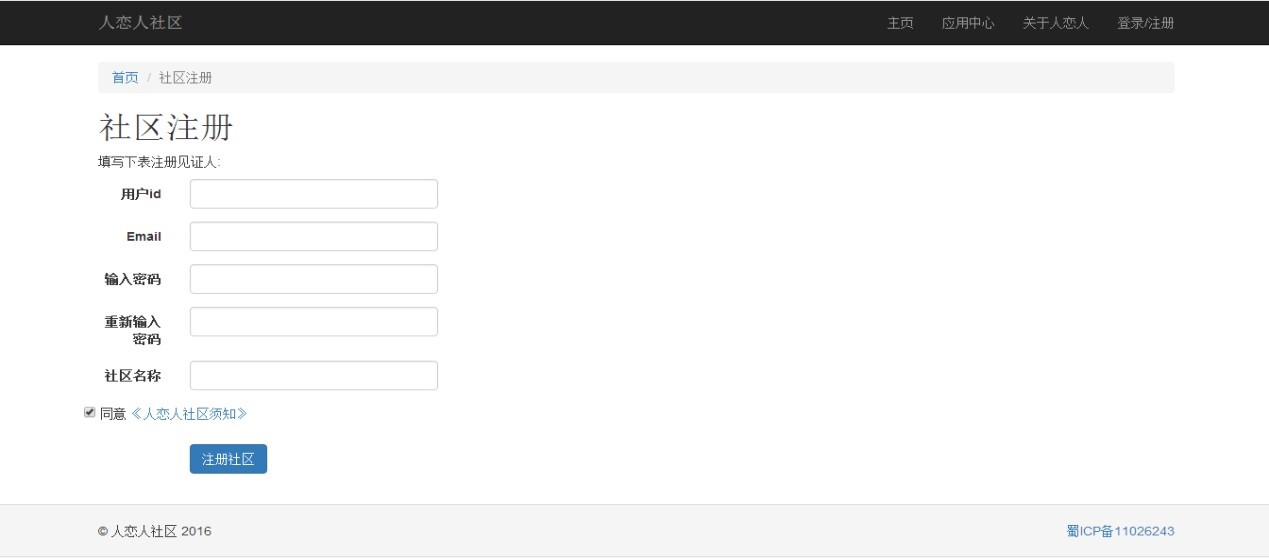 人恋人社区 主页 应用中心 关于人恋人 登录/注册
首页 / 社区注册
社区注册
填写下表注册见证人:
用户id
Email
输入密码
重新输入
密码
社区名称
同意 《人恋人社区须知》
注册社区
© 人恋人社区 2016 蜀ICP备11026243